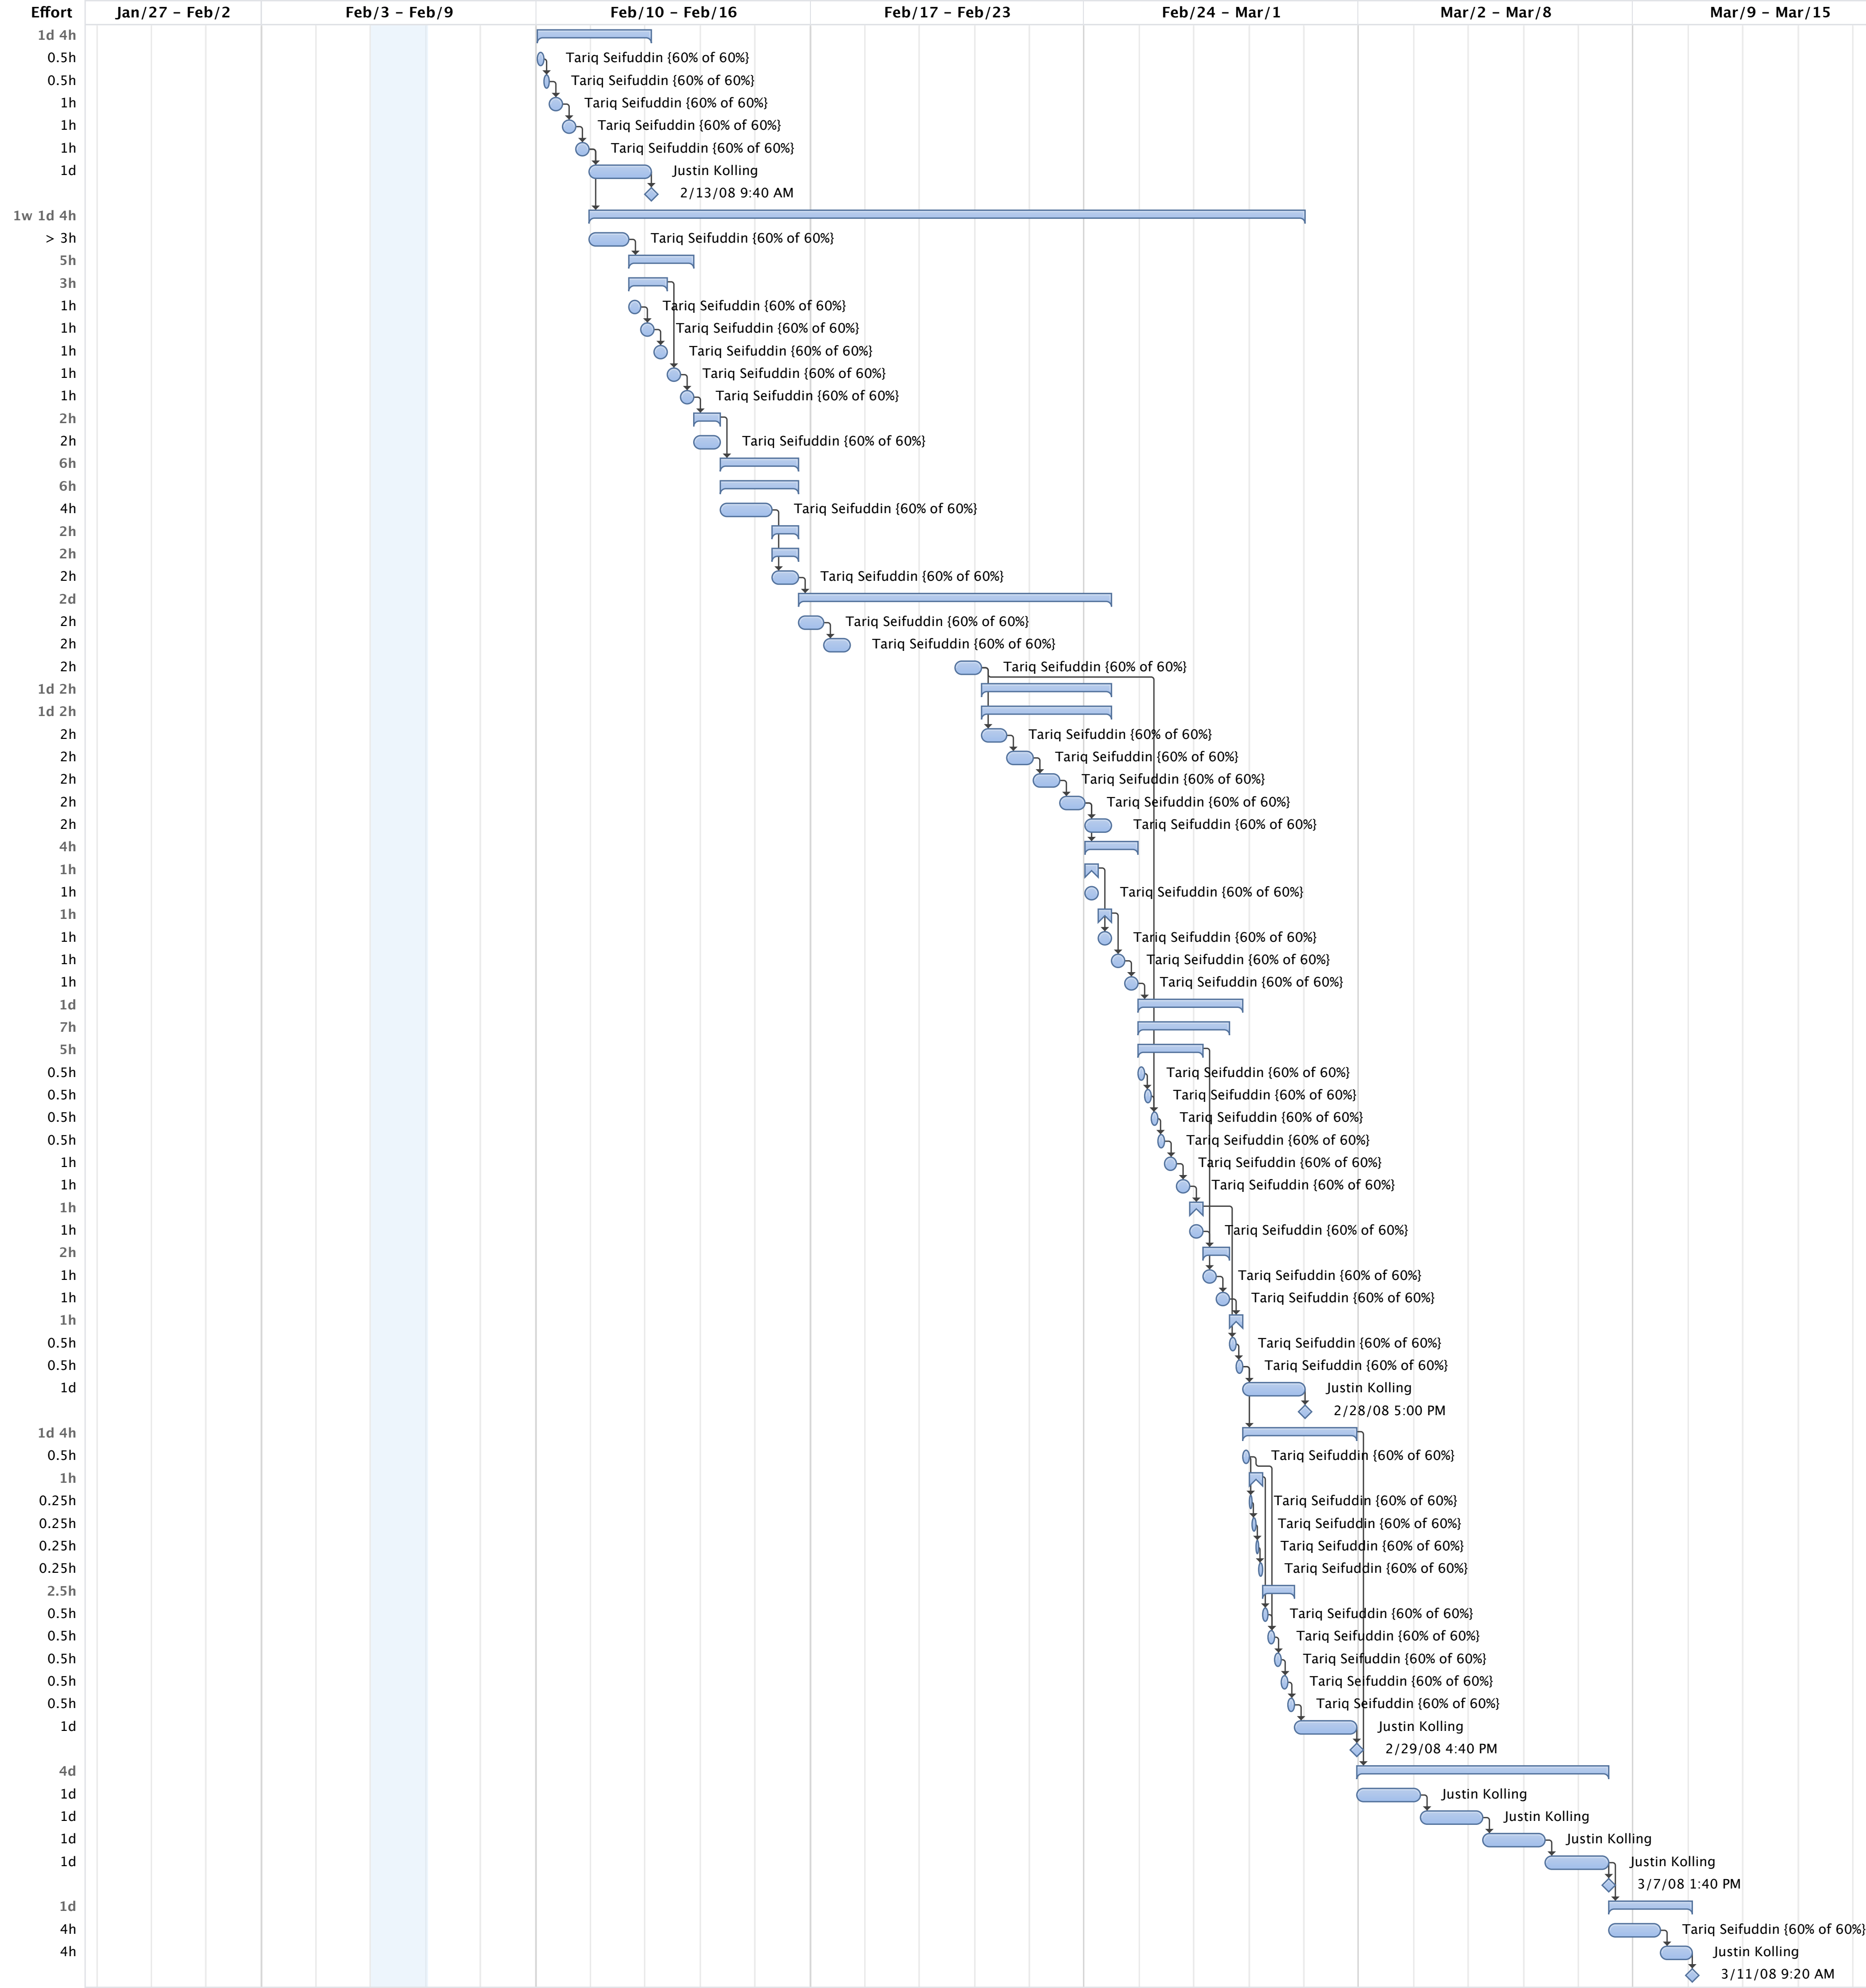 Effort Jan/27 – Feb/2 Feb/3 – Feb/9 Feb/10 – Feb/16 Feb/17 – Feb/23 Feb/24 – Mar/1 Mar/2 – Mar/8 Mar/9 – Mar/15
1d 4h
0.5h Tariq Seifuddin {60% of 60%}
0.5h Tariq Seifuddin {60% of 60%}
1h Tariq Seifuddin {60% of 60%}
1h Tariq Seifuddin {60% of 60%}
1h Tariq Seifuddin {60% of 60%}
1d Justin Kolling
2/13/08 9:40 AM
1w 1d 4h
> 3h Tariq Seifuddin {60% of 60%}
5h
3h
1h Tariq Seifuddin {60% of 60%}
1h Tariq Seifuddin {60% of 60%}
1h Tariq Seifuddin {60% of 60%}
1h Tariq Seifuddin {60% of 60%}
1h Tariq Seifuddin {60% of 60%}
2h
2h Tariq Seifuddin {60% of 60%}
6h
6h
4h Tariq Seifuddin {60% of 60%}
2h
2h
2h Tariq Seifuddin {60% of 60%}
2d
2h Tariq Seifuddin {60% of 60%}
2h Tariq Seifuddin {60% of 60%}
2h Tariq Seifuddin {60% of 60%}
1d 2h
1d 2h
2h Tariq Seifuddin {60% of 60%}
2h Tariq Seifuddin {60% of 60%}
2h Tariq Seifuddin {60% of 60%}
2h Tariq Seifuddin {60% of 60%}
2h Tariq Seifuddin {60% of 60%}
4h
1h
1h Tariq Seifuddin {60% of 60%}
1h
1h Tariq Seifuddin {60% of 60%}
1h Tariq Seifuddin {60% of 60%}
1h Tariq Seifuddin {60% of 60%}
1d
7h
5h
0.5h Tariq Seifuddin {60% of 60%}
0.5h Tariq Seifuddin {60% of 60%}
0.5h Tariq Seifuddin {60% of 60%}
0.5h Tariq Seifuddin {60% of 60%}
1h Tariq Seifuddin {60% of 60%}
1h Tariq Seifuddin {60% of 60%}
1h
1h Tariq Seifuddin {60% of 60%}
2h
1h Tariq Seifuddin {60% of 60%}
1h Tariq Seifuddin {60% of 60%}
1h
0.5h Tariq Seifuddin {60% of 60%}
0.5h Tariq Seifuddin {60% of 60%}
1d Justin Kolling
2/28/08 5:00 PM
1d 4h
0.5h Tariq Seifuddin {60% of 60%}
1h
0.25h Tariq Seifuddin {60% of 60%}
0.25h Tariq Seifuddin {60% of 60%}
0.25h Tariq Seifuddin {60% of 60%}
0.25h Tariq Seifuddin {60% of 60%}
2.5h
0.5h Tariq Seifuddin {60% of 60%}
0.5h Tariq Seifuddin {60% of 60%}
0.5h Tariq Seifuddin {60% of 60%}
0.5h Tariq Seifuddin {60% of 60%}
0.5h Tariq Seifuddin {60% of 60%}
1d Justin Kolling
2/29/08 4:40 PM
4d
1d Justin Kolling
1d Justin Kolling
1d Justin Kolling
1d Justin Kolling
3/7/08 1:40 PM
1d
4h Tariq Seifuddin {60% of 60%}
4h Justin Kolling
3/11/08 9:20 AM